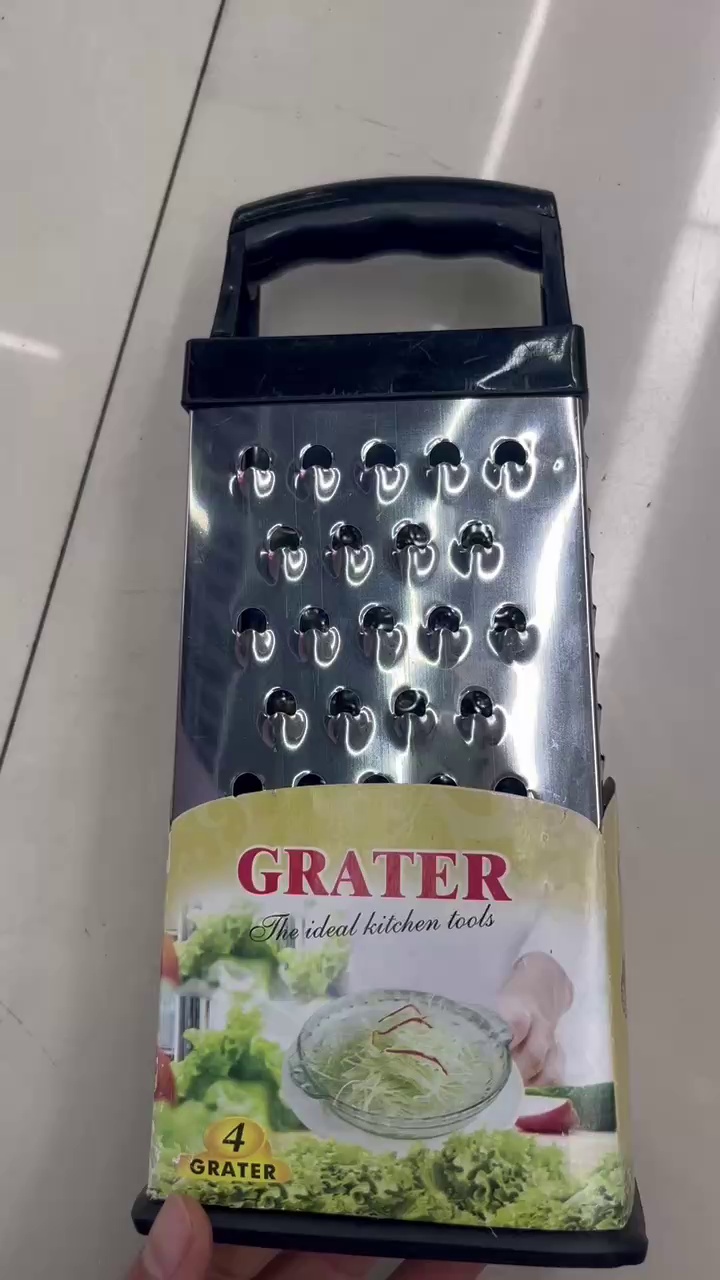 GRATER
The ideal kitchen tools
4
GRATER